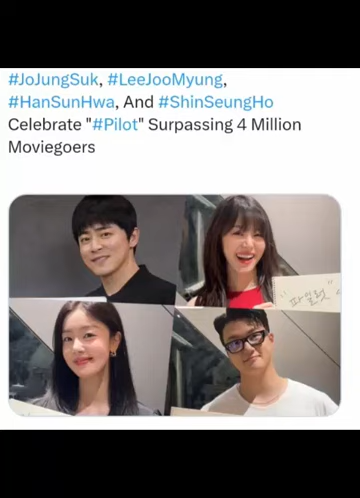 #JoJungSuk, #LeeJooMyung,
#HanSunHwa, And #ShinSeungHo
Celebrate "#Pilot" Surpassing 4 Million
Moviegoers
"파일럿"